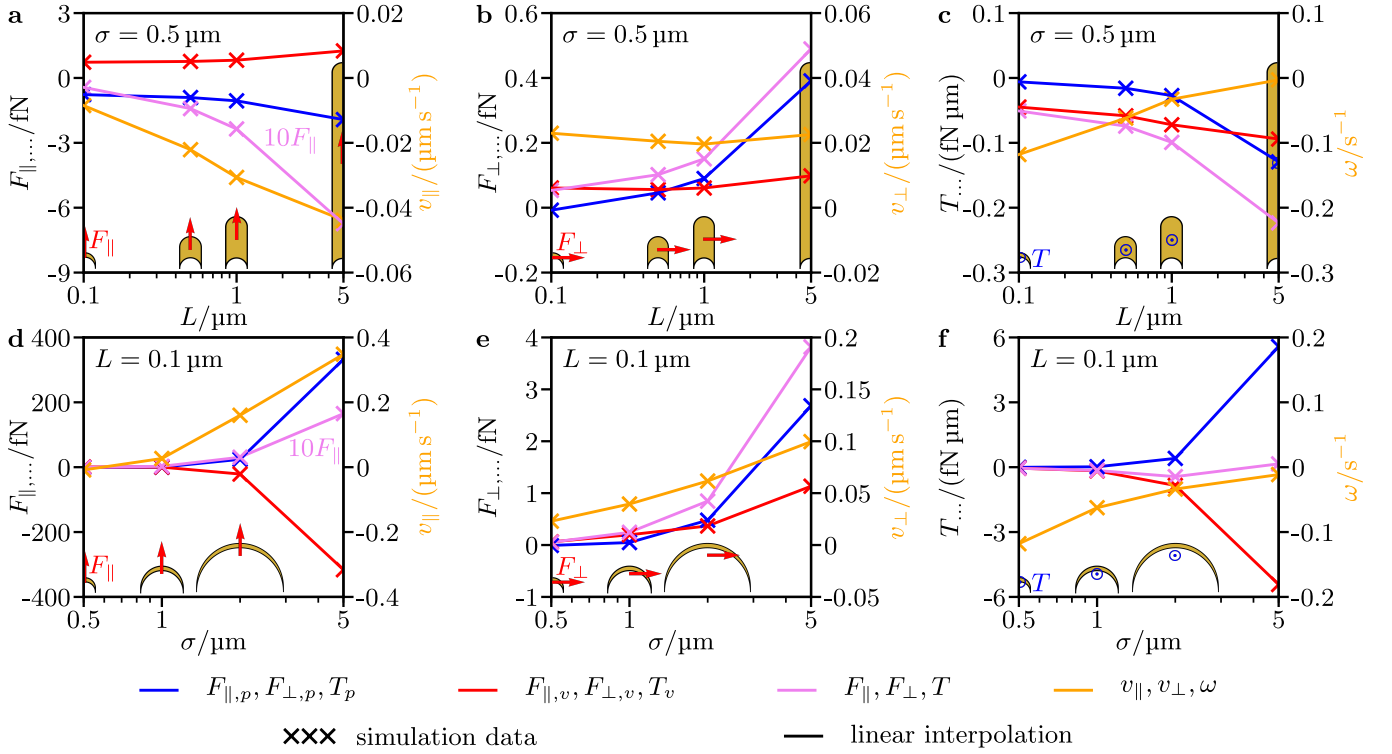 a
σ = 0.5 µm
F∥,.../fN
3
0
-3
-6
-9
0.02
0
-0.02
-0.04
-0.06
v∥/(µm s⁻¹)
10F∥
F∥
0.1
1
5
L/µm
b
σ = 0.5 µm
F⊥,.../fN
0.6
0.4
0.2
0
-0.2
0.06
0.04
0.02
0
-0.02
v⊥/(µm s⁻¹)
F⊥
0.1
1
5
L/µm
c
σ = 0.5 µm
T.../(fN µm)
0.1
0
-0.1
-0.2
-0.3
0.1
0
-0.1
-0.2
-0.3
ω/s⁻¹
T
0.1
1
5
L/µm
d
L = 0.1 µm
F∥,.../fN
400
200
0
-200
-400
0.4
0.2
0
-0.2
-0.4
v∥/(µm s⁻¹)
10F∥
F∥
0.5
1
5
σ/µm
e
L = 0.1 µm
F⊥,.../fN
4
3
2
1
0
-1
0.2
0.15
0.1
0.05
0
-0.05
v⊥/(µm s⁻¹)
F⊥
0.5
1
5
σ/µm
f
L = 0.1 µm
T.../(fN µm)
6
3
0
-3
-6
0.2
0.1
0
-0.1
-0.2
ω/s⁻¹
T
0.5
1
5
σ/µm
F∥,p, F⊥,p, Tp
F∥,v, F⊥,v, Tv
F∥, F⊥, T
v∥, v⊥, ω
simulation data
linear interpolation